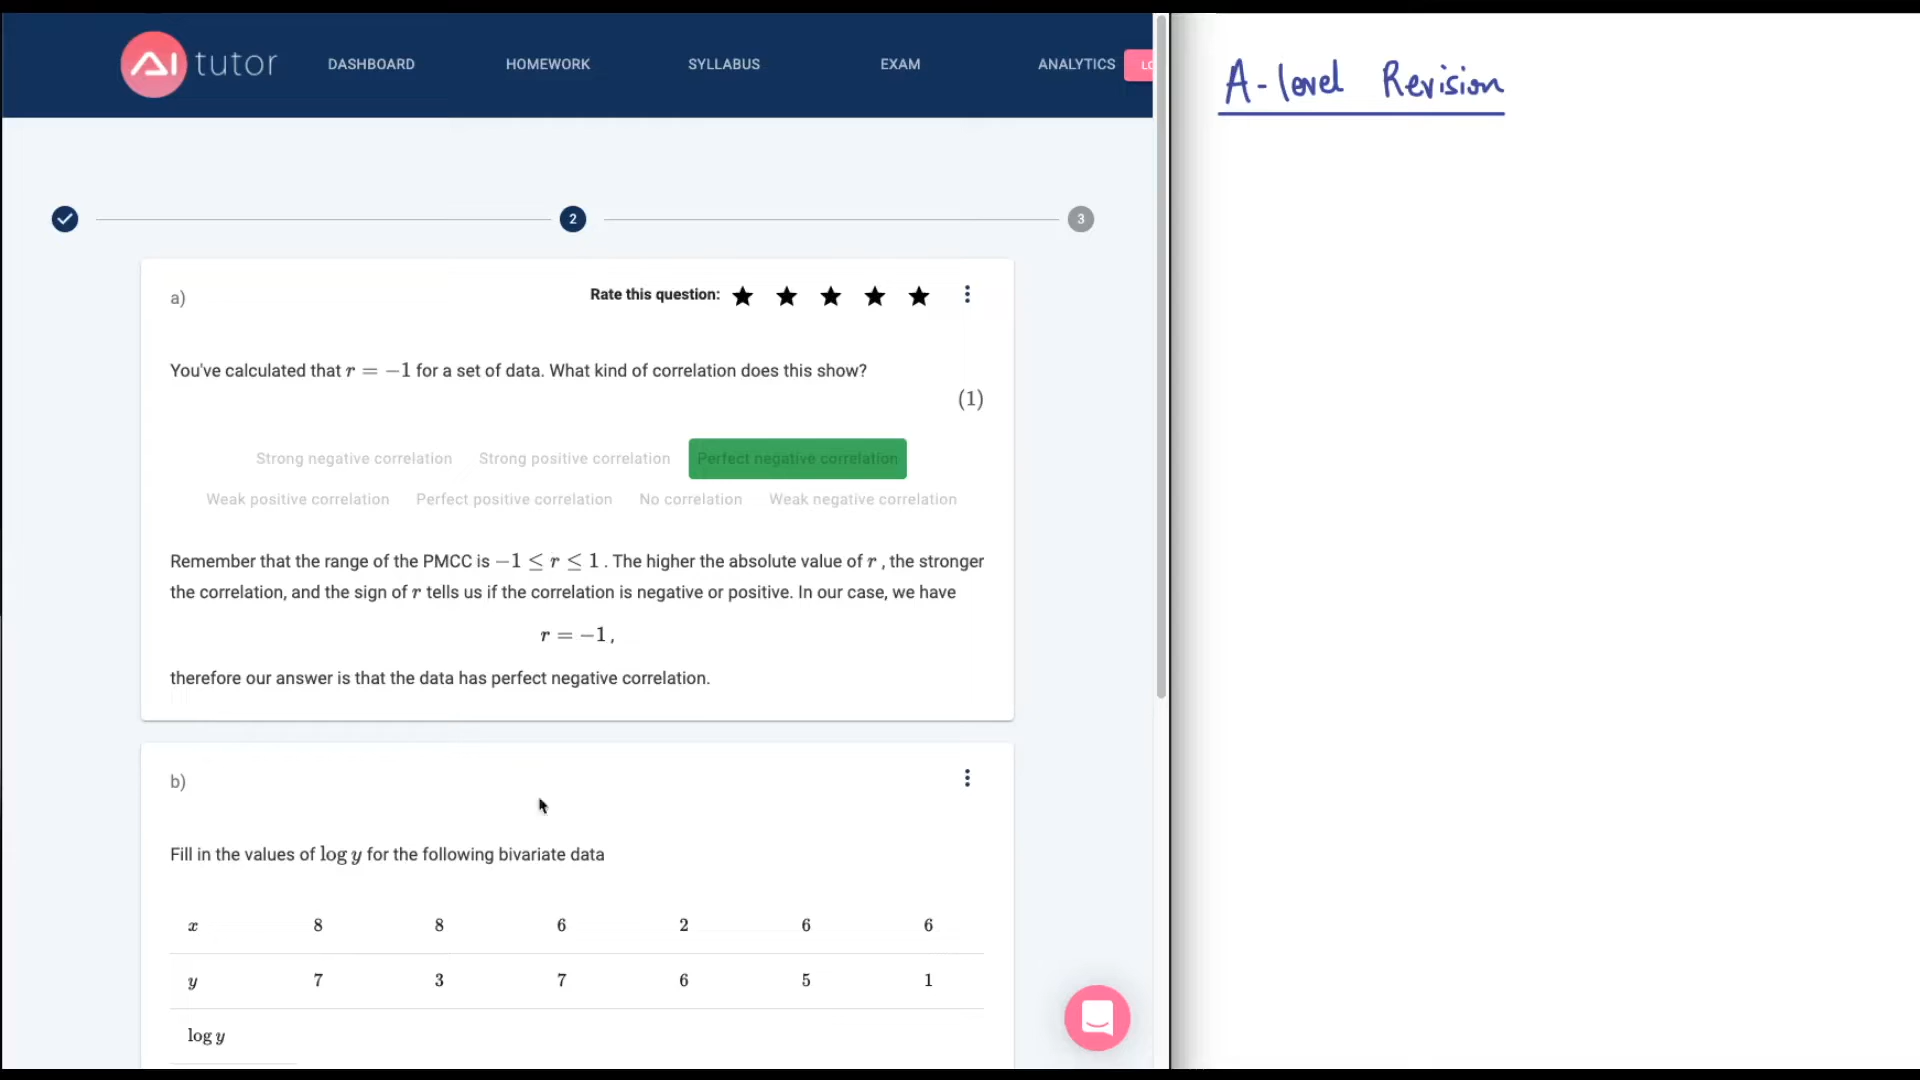 AI tutor DASHBOARD HOMEWORK SYLLABUS EXAM ANALYTICS LO
A-level Revision
2 3
a) Rate this question:
You've calculated that r = −1 for a set of data. What kind of correlation does this show?
(1)
Strong negative correlation Strong positive correlation Perfect negative correlation
Weak positive correlation Perfect positive correlation No correlation Weak negative correlation
Remember that the range of the PMCC is −1 ≤ r ≤ 1 . The higher the absolute value of r , the stronger
the correlation, and the sign of r tells us if the correlation is negative or positive. In our case, we have
r = −1 ,
therefore our answer is that the data has perfect negative correlation.
b)
Fill in the values of log y for the following bivariate data
x 8 8 6 2 6 6
y 7 3 7 6 5 1
log y